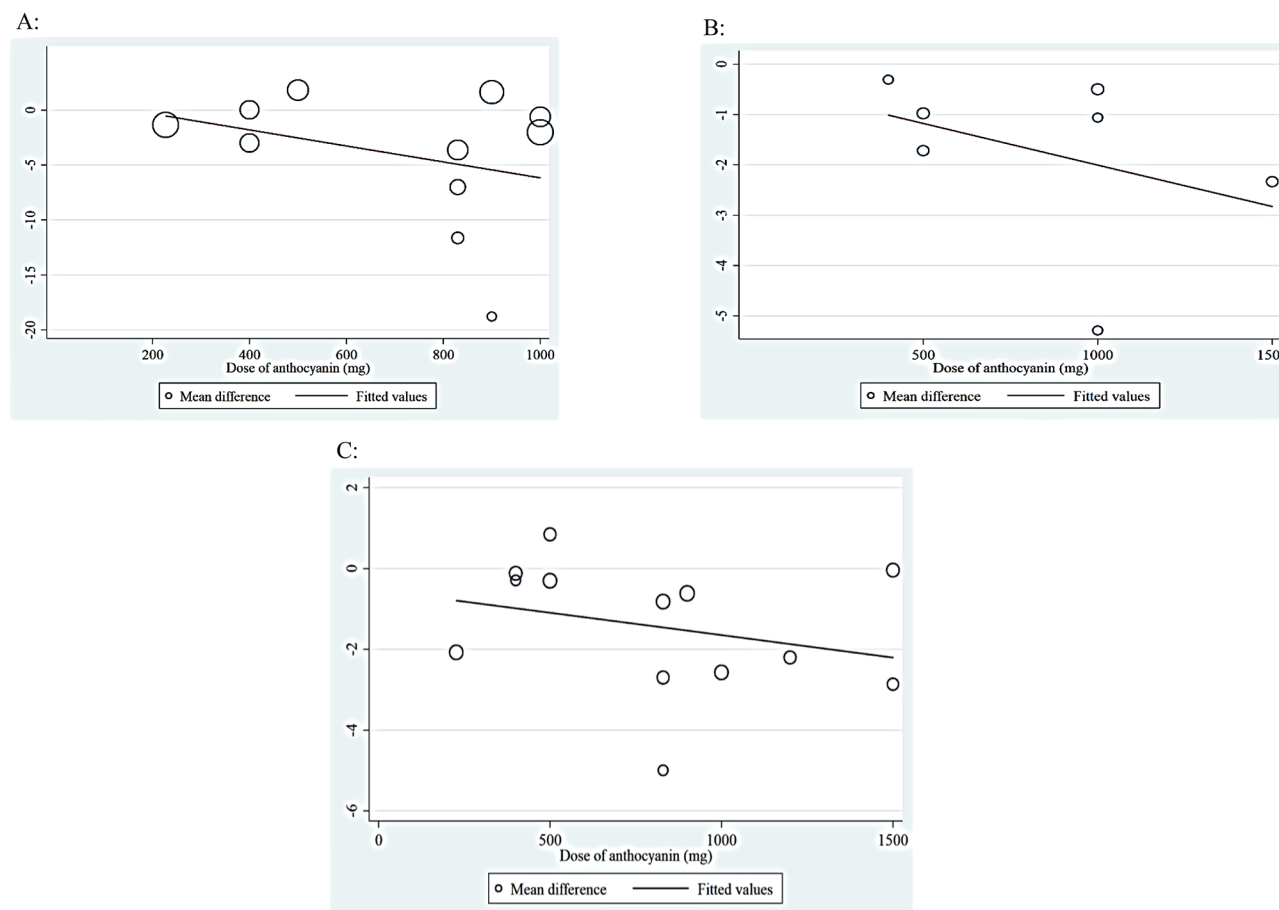 A:
0
-5
-10
-15
-20
200 400 600 800 1000
Dose of anthocyanin (mg)
Mean difference Fitted values
B:
0
-1
-2
-3
-4
-5
500 1000 150
Dose of anthocyanin (mg)
Mean difference Fitted values
C:
2
0
-2
-4
-6
0 500 1000 1500
Dose of anthocyanin (mg)
Mean difference Fitted values